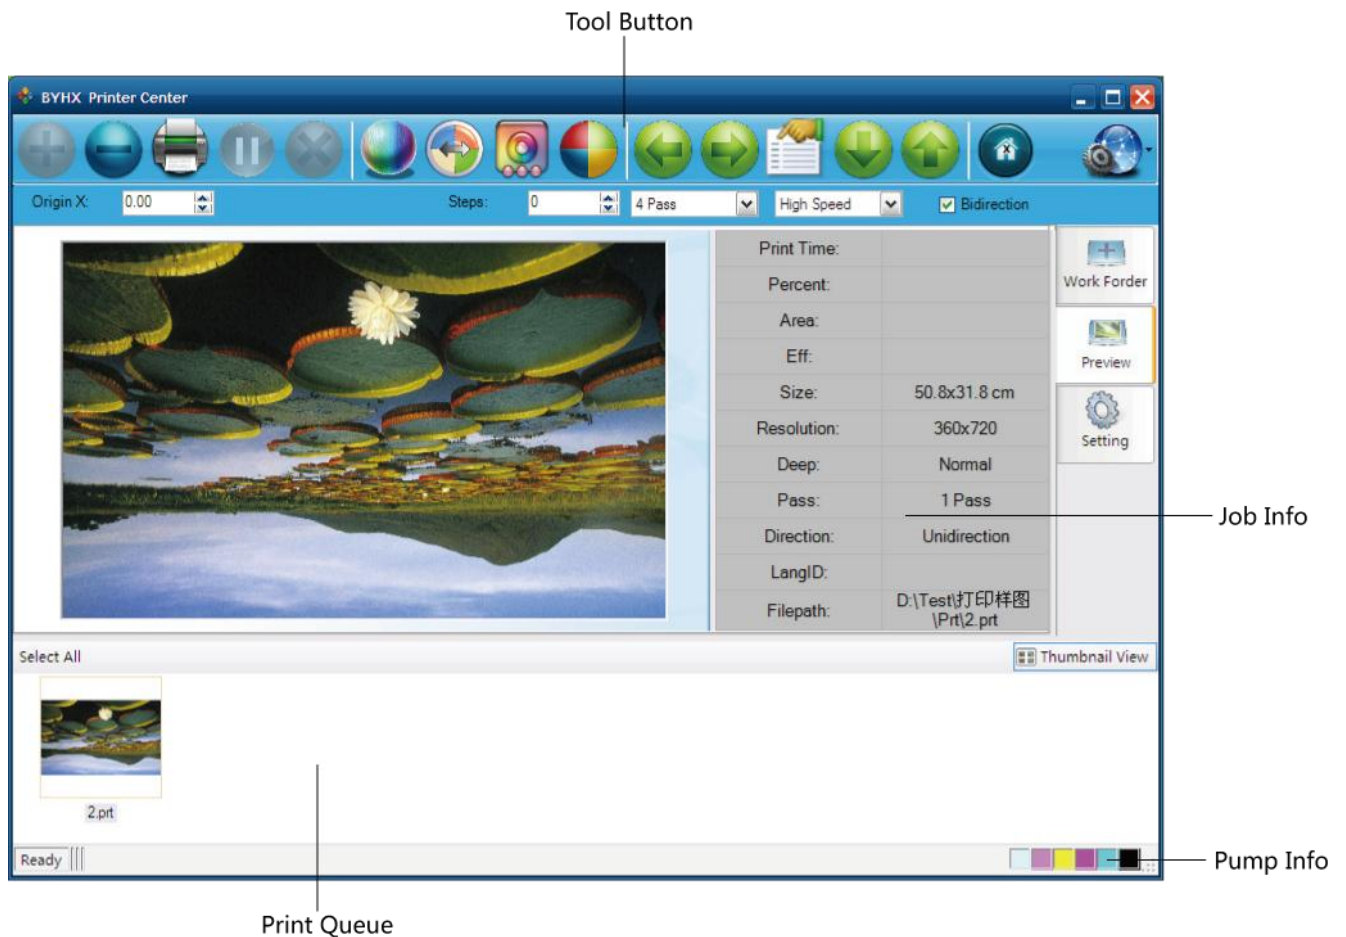 Tool Button
BYHX Printer Center
Origin X: 0.00 Steps: 0 4 Pass High Speed Bidirection
Print Time:
Percent:
Area:
Eff:
Size: 50.8x31.8 cm
Resolution: 360x720
Deep: Normal
Pass: 1 Pass
Direction: Unidirection
LangID:
Filepath: D:\Test\打印样图
\Prt\2.prt
Work Forder
Preview
Setting
Job Info
Select All Thumbnail View
2.prt
Ready
Pump Info
Print Queue